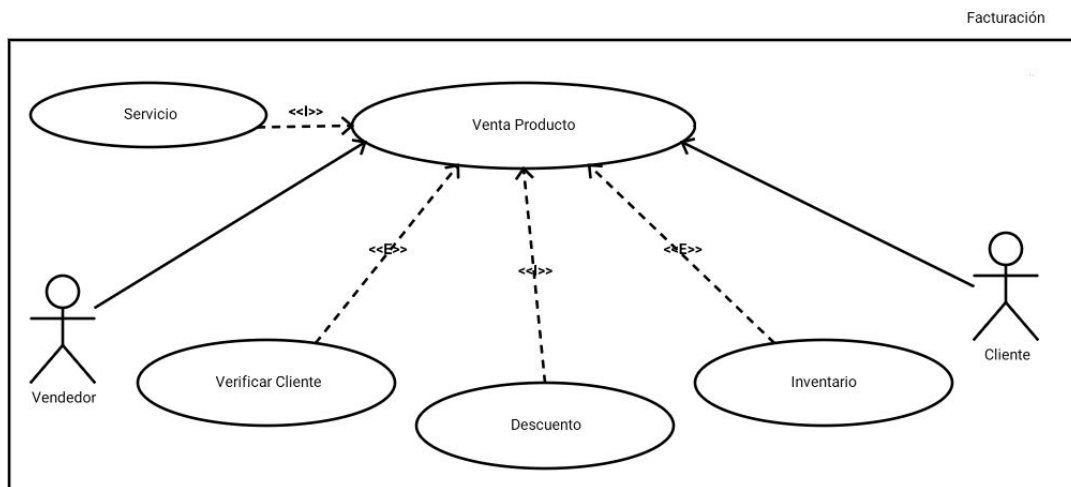 Facturación
Servicio
<<I>>
Venta Producto
<<E>>
<<I>>
<<E>>
Vendedor
Verificar Cliente
Descuento
Inventario
Cliente